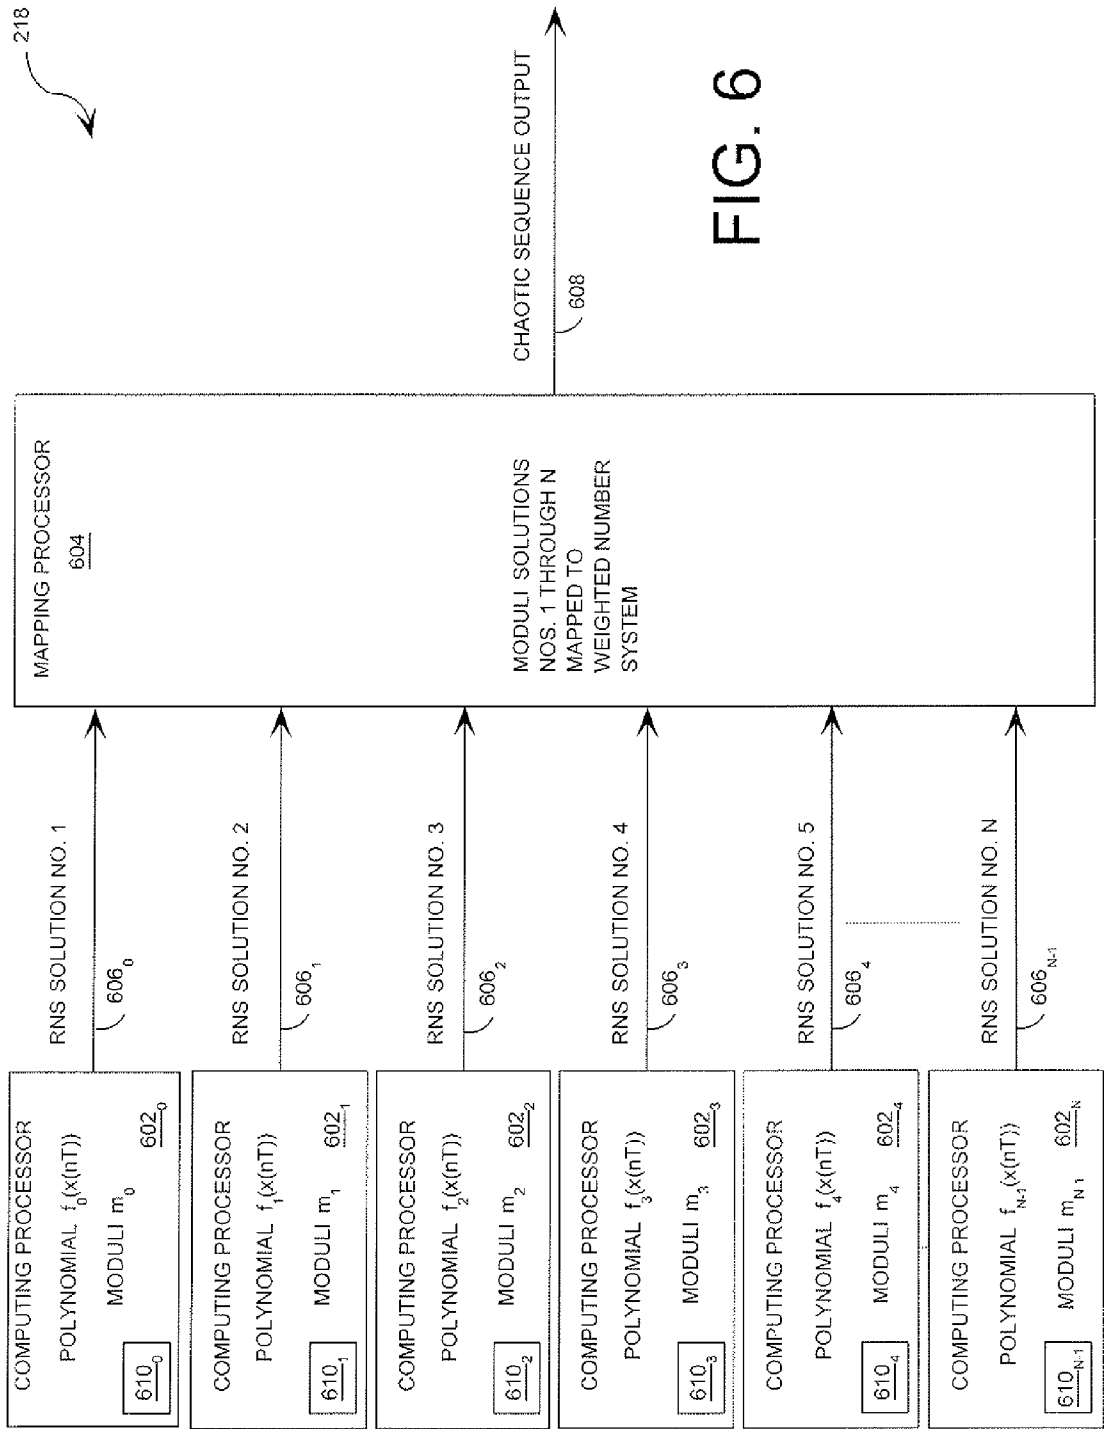 218
COMPUTING PROCESSOR
POLYNOMIAL f0(x(nT))
MODULI m0
6020
6100
RNS SOLUTION NO. 1
6060
COMPUTING PROCESSOR
POLYNOMIAL f1(x(nT))
MODULI m1
6021
6101
RNS SOLUTION NO. 2
6061
COMPUTING PROCESSOR
POLYNOMIAL f2(x(nT))
MODULI m2
6022
6102
RNS SOLUTION NO. 3
6062
COMPUTING PROCESSOR
POLYNOMIAL f3(x(nT))
MODULI m3
6023
6103
RNS SOLUTION NO. 4
6063
COMPUTING PROCESSOR
POLYNOMIAL f4(x(nT))
MODULI m4
6024
6104
RNS SOLUTION NO. 5
6064
COMPUTING PROCESSOR
POLYNOMIAL fN-1(x(nT))
MODULI mN-1
602N
610N-1
RNS SOLUTION NO. N
606N-1
MAPPING PROCESSOR
604
MODULI SOLUTIONS
NOS. 1 THROUGH N
MAPPED TO
WEIGHTED NUMBER
SYSTEM
CHAOTIC SEQUENCE OUTPUT
608
FIG. 6